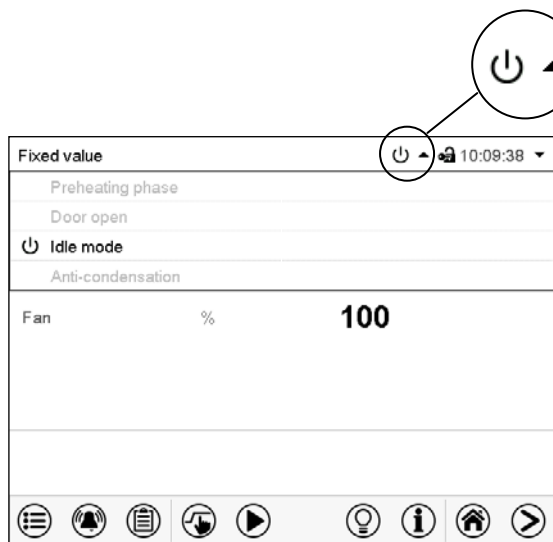 Fixed value 10:09:38
Preheating phase
Door open
Idle mode
Anti-condensation
Fan % 100